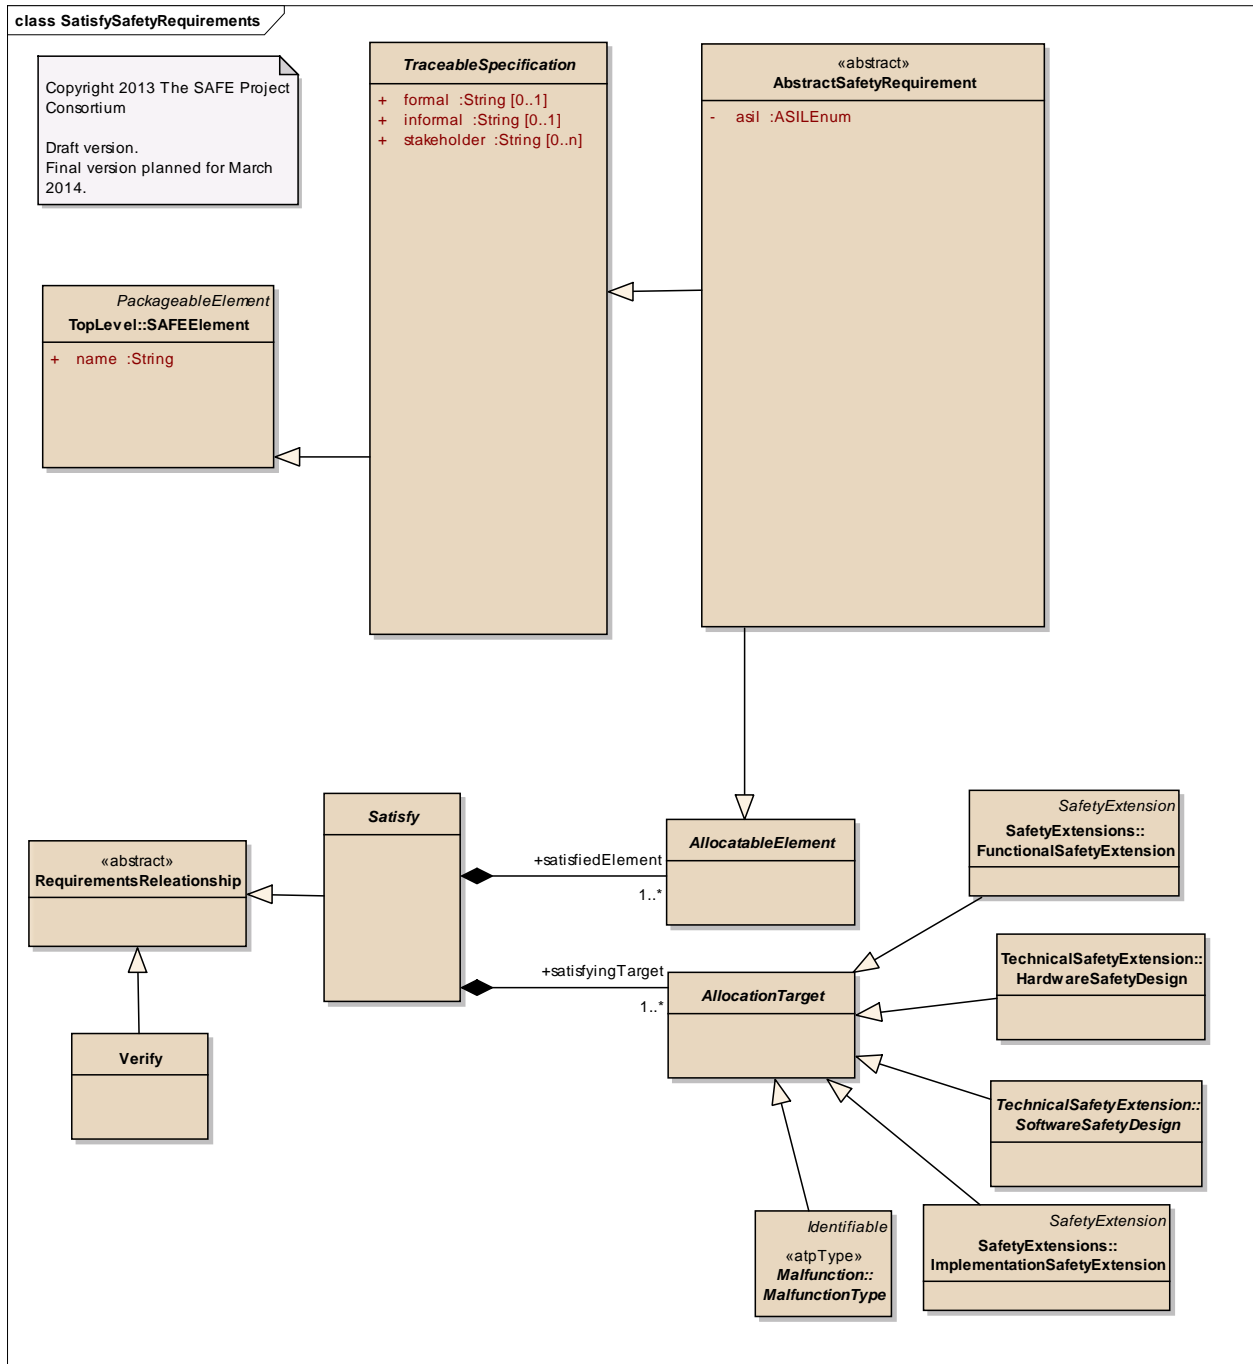 class SatisfySafetyRequirements
Copyright 2013 The SAFE Project
Consortium
Draft version.
Final version planned for March
2014.
TraceableSpecification
+ formal :String [0..1]
+ informal :String [0..1]
+ stakeholder :String [0..n]
«abstract»
AbstractSafetyRequirement
- asil :ASILEnum
PackageableElement
TopLevel::SAFEElement
+ name :String
Satisfy
«abstract»
RequirementsReleationship
Verify
+satisfiedElement
1..*
AllocatableElement
+satisfyingTarget
1..*
AllocationTarget
SafetyExtension
SafetyExtensions::
FunctionalSafetyExtension
TechnicalSafetyExtension::
HardwareSafetyDesign
TechnicalSafetyExtension::
SoftwareSafetyDesign
Identifiable
«atpType»
Malfunction::
MalfunctionType
SafetyExtension
SafetyExtensions::
ImplementationSafetyExtension